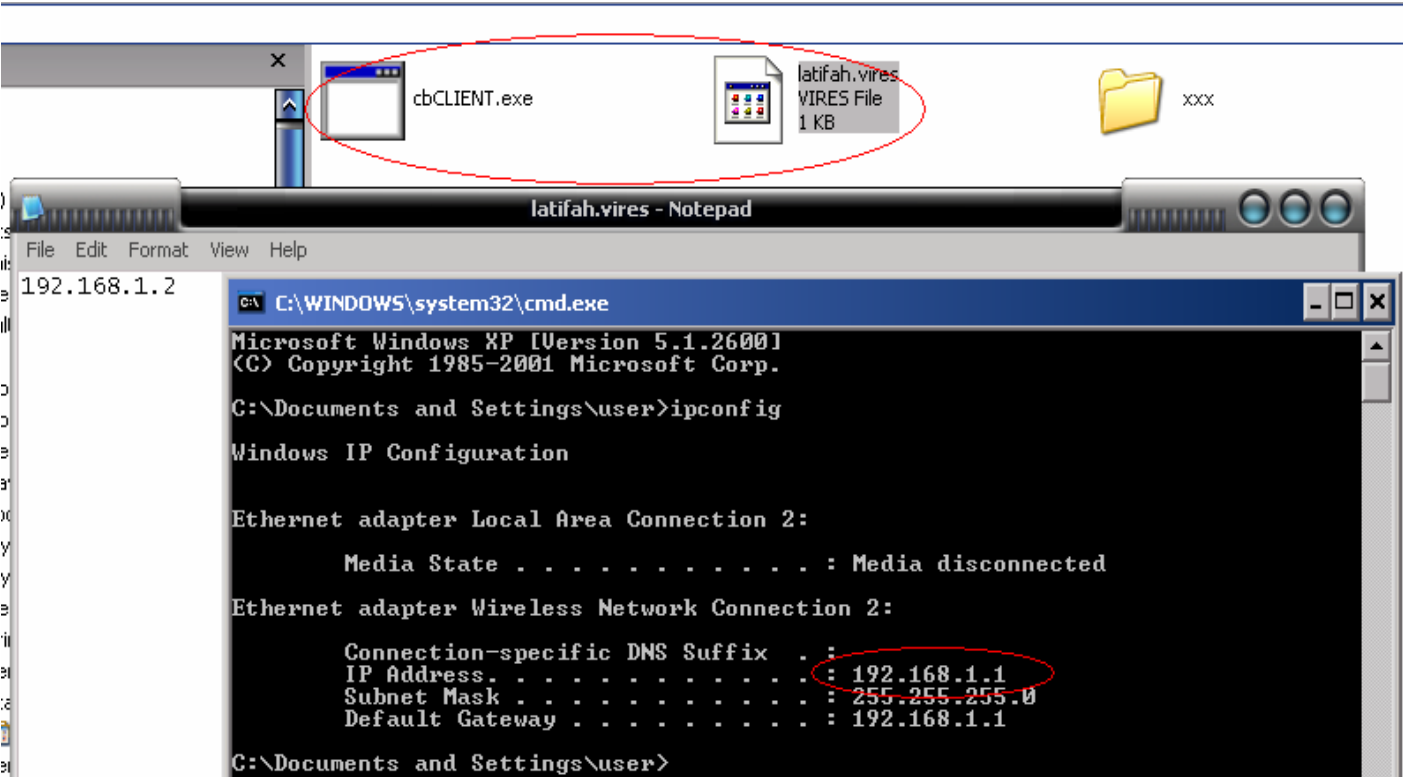 cbCLIENT.exe
latifah.vires
VIRES File
1 KB
xxx
latifah.vires - Notepad
File Edit Format View Help
192.168.1.2
C:\WINDOWS\system32\cmd.exe
Microsoft Windows XP [Version 5.1.2600]
(C) Copyright 1985-2001 Microsoft Corp.
C:\Documents and Settings\user>ipconfig
Windows IP Configuration
Ethernet adapter Local Area Connection 2:
Media State . . . . . . . . . . . : Media disconnected
Ethernet adapter Wireless Network Connection 2:
Connection-specific DNS Suffix  . :
IP Address. . . . . . . . . . . . : 192.168.1.1
Subnet Mask . . . . . . . . . . . : 255.255.255.0
Default Gateway . . . . . . . . . : 192.168.1.1
C:\Documents and Settings\user>